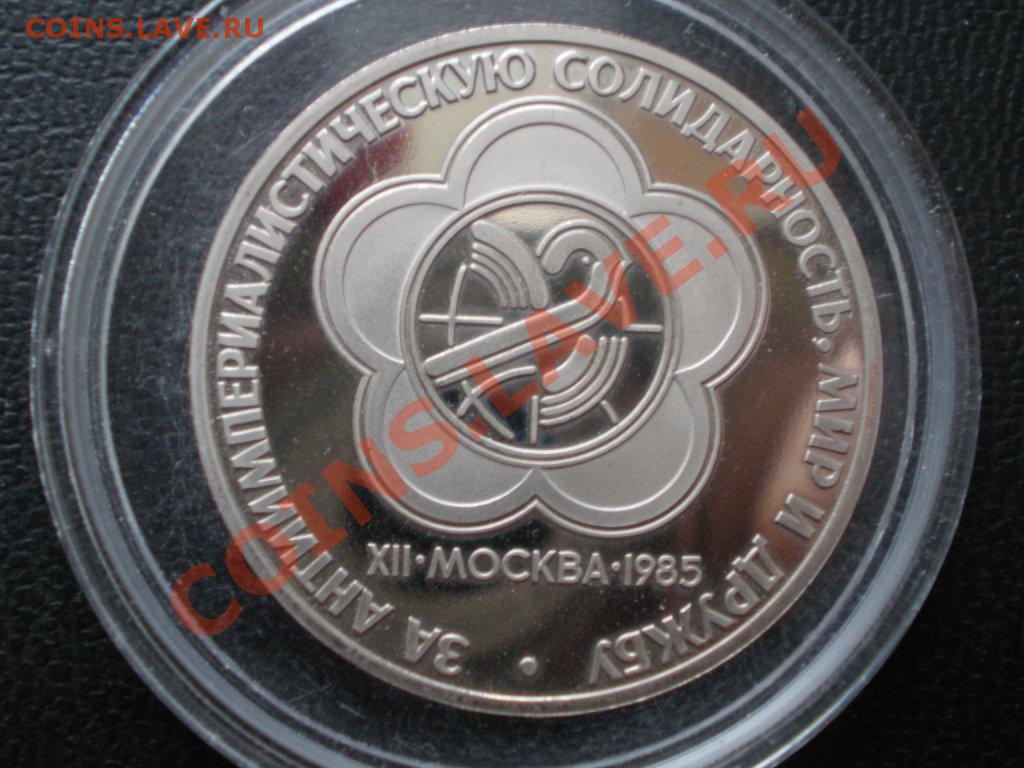 COINS.LAVE.RU
ЗА АНТИИМПЕРИАЛИСТИЧЕСКУЮ СОЛИДАРНОСТЬ, МИР И ДРУЖБУ •
XII•МОСКВА•1985
COINS.LAVE.RU